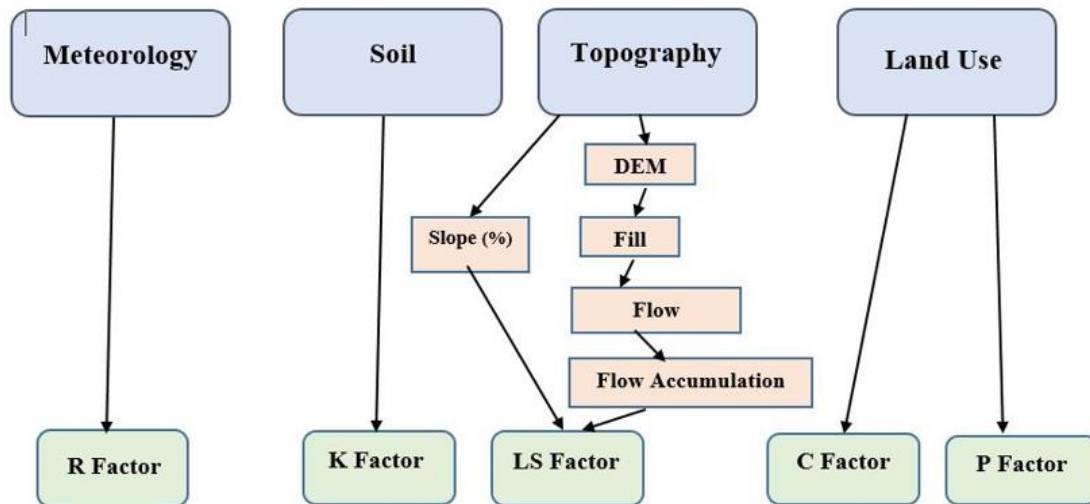 Meteorology
Soil
Topography
Land Use
DEM
Slope (%)
Fill
Flow
Flow Accumulation
R Factor
K Factor
LS Factor
C Factor
P Factor